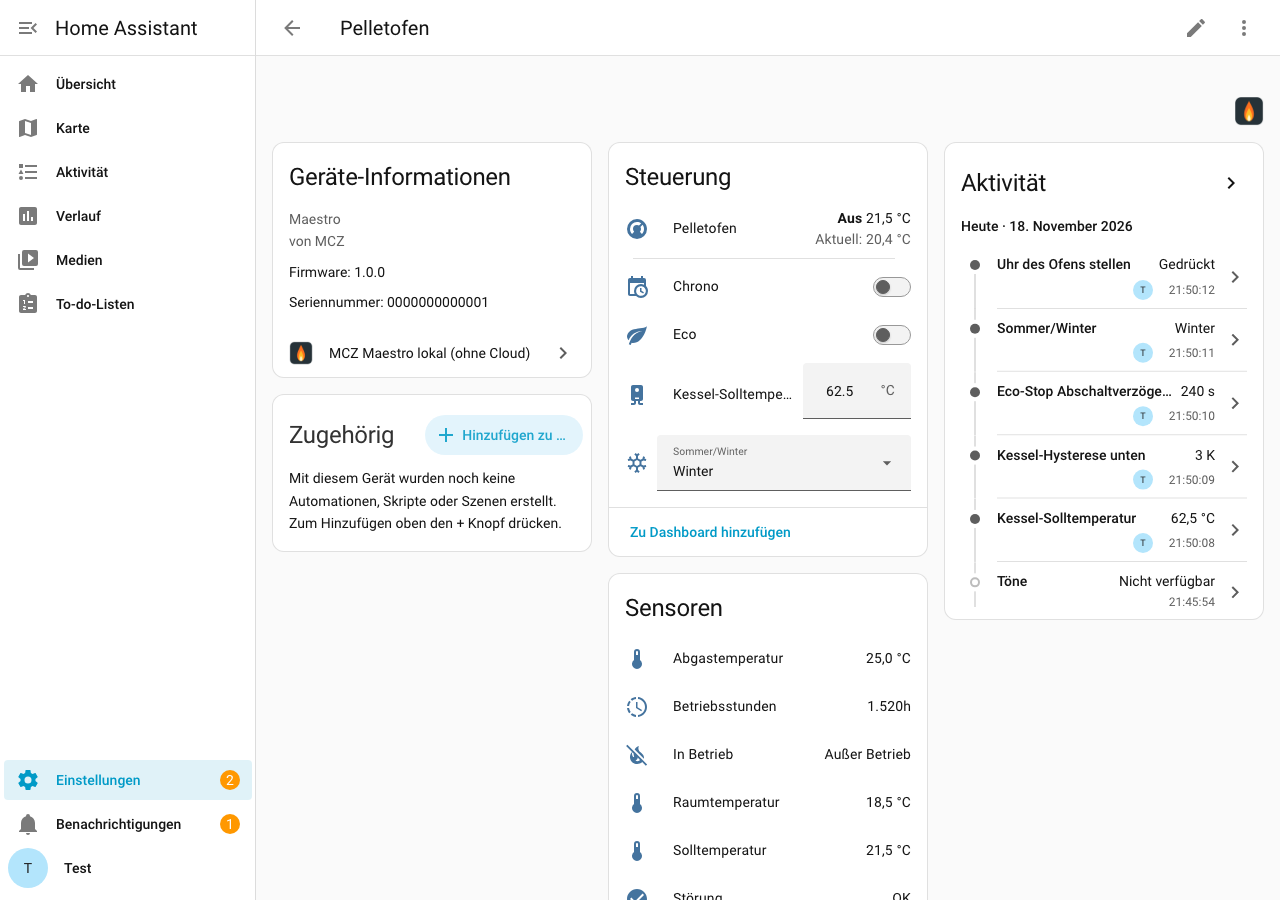 Home Assistant
Pelletofen
Übersicht
Karte
Aktivität
Verlauf
Medien
To-do-Listen
Einstellungen
2
Benachrichtigungen
1
T
Test
Geräte-Informationen
Maestro
von MCZ
Firmware: 1.0.0
Seriennummer: 0000000000001
MCZ Maestro lokal (ohne Cloud)
Zugehörig
Hinzufügen zu ...
Mit diesem Gerät wurden noch keine
Automationen, Skripte oder Szenen erstellt.
Zum Hinzufügen oben den + Knopf drücken.
Steuerung
Pelletofen
Aus 21,5 °C
Aktuell: 20,4 °C
Chrono
Eco
Kessel-Solltempe...
62.5 °C
Sommer/Winter
Winter
Zu Dashboard hinzufügen
Sensoren
Abgastemperatur 25,0 °C
Betriebsstunden 1.520h
In Betrieb Außer Betrieb
Raumtemperatur 18,5 °C
Solltemperatur 21,5 °C
Störung OK
Aktivität
Heute · 18. November 2026
Uhr des Ofens stellen Gedrückt
T 21:50:12
Sommer/Winter Winter
T 21:50:11
Eco-Stop Abschaltverzöge... 240 s
T 21:50:10
Kessel-Hysterese unten 3 K
T 21:50:09
Kessel-Solltemperatur 62,5 °C
T 21:50:08
Töne Nicht verfügbar
21:45:54